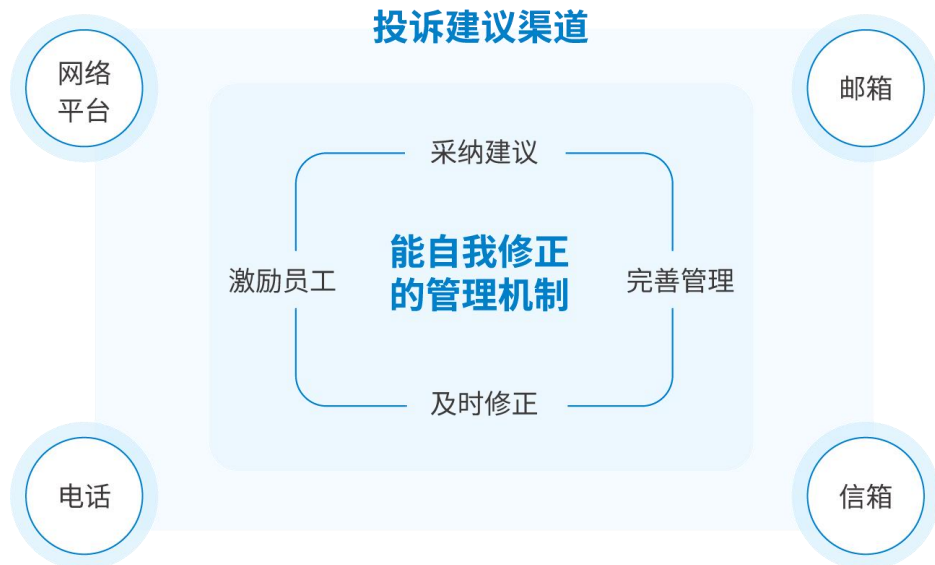 投诉建议渠道
网络
平台
邮箱
采纳建议
能自我修正
的管理机制
激励员工
完善管理
及时修正
电话
信箱